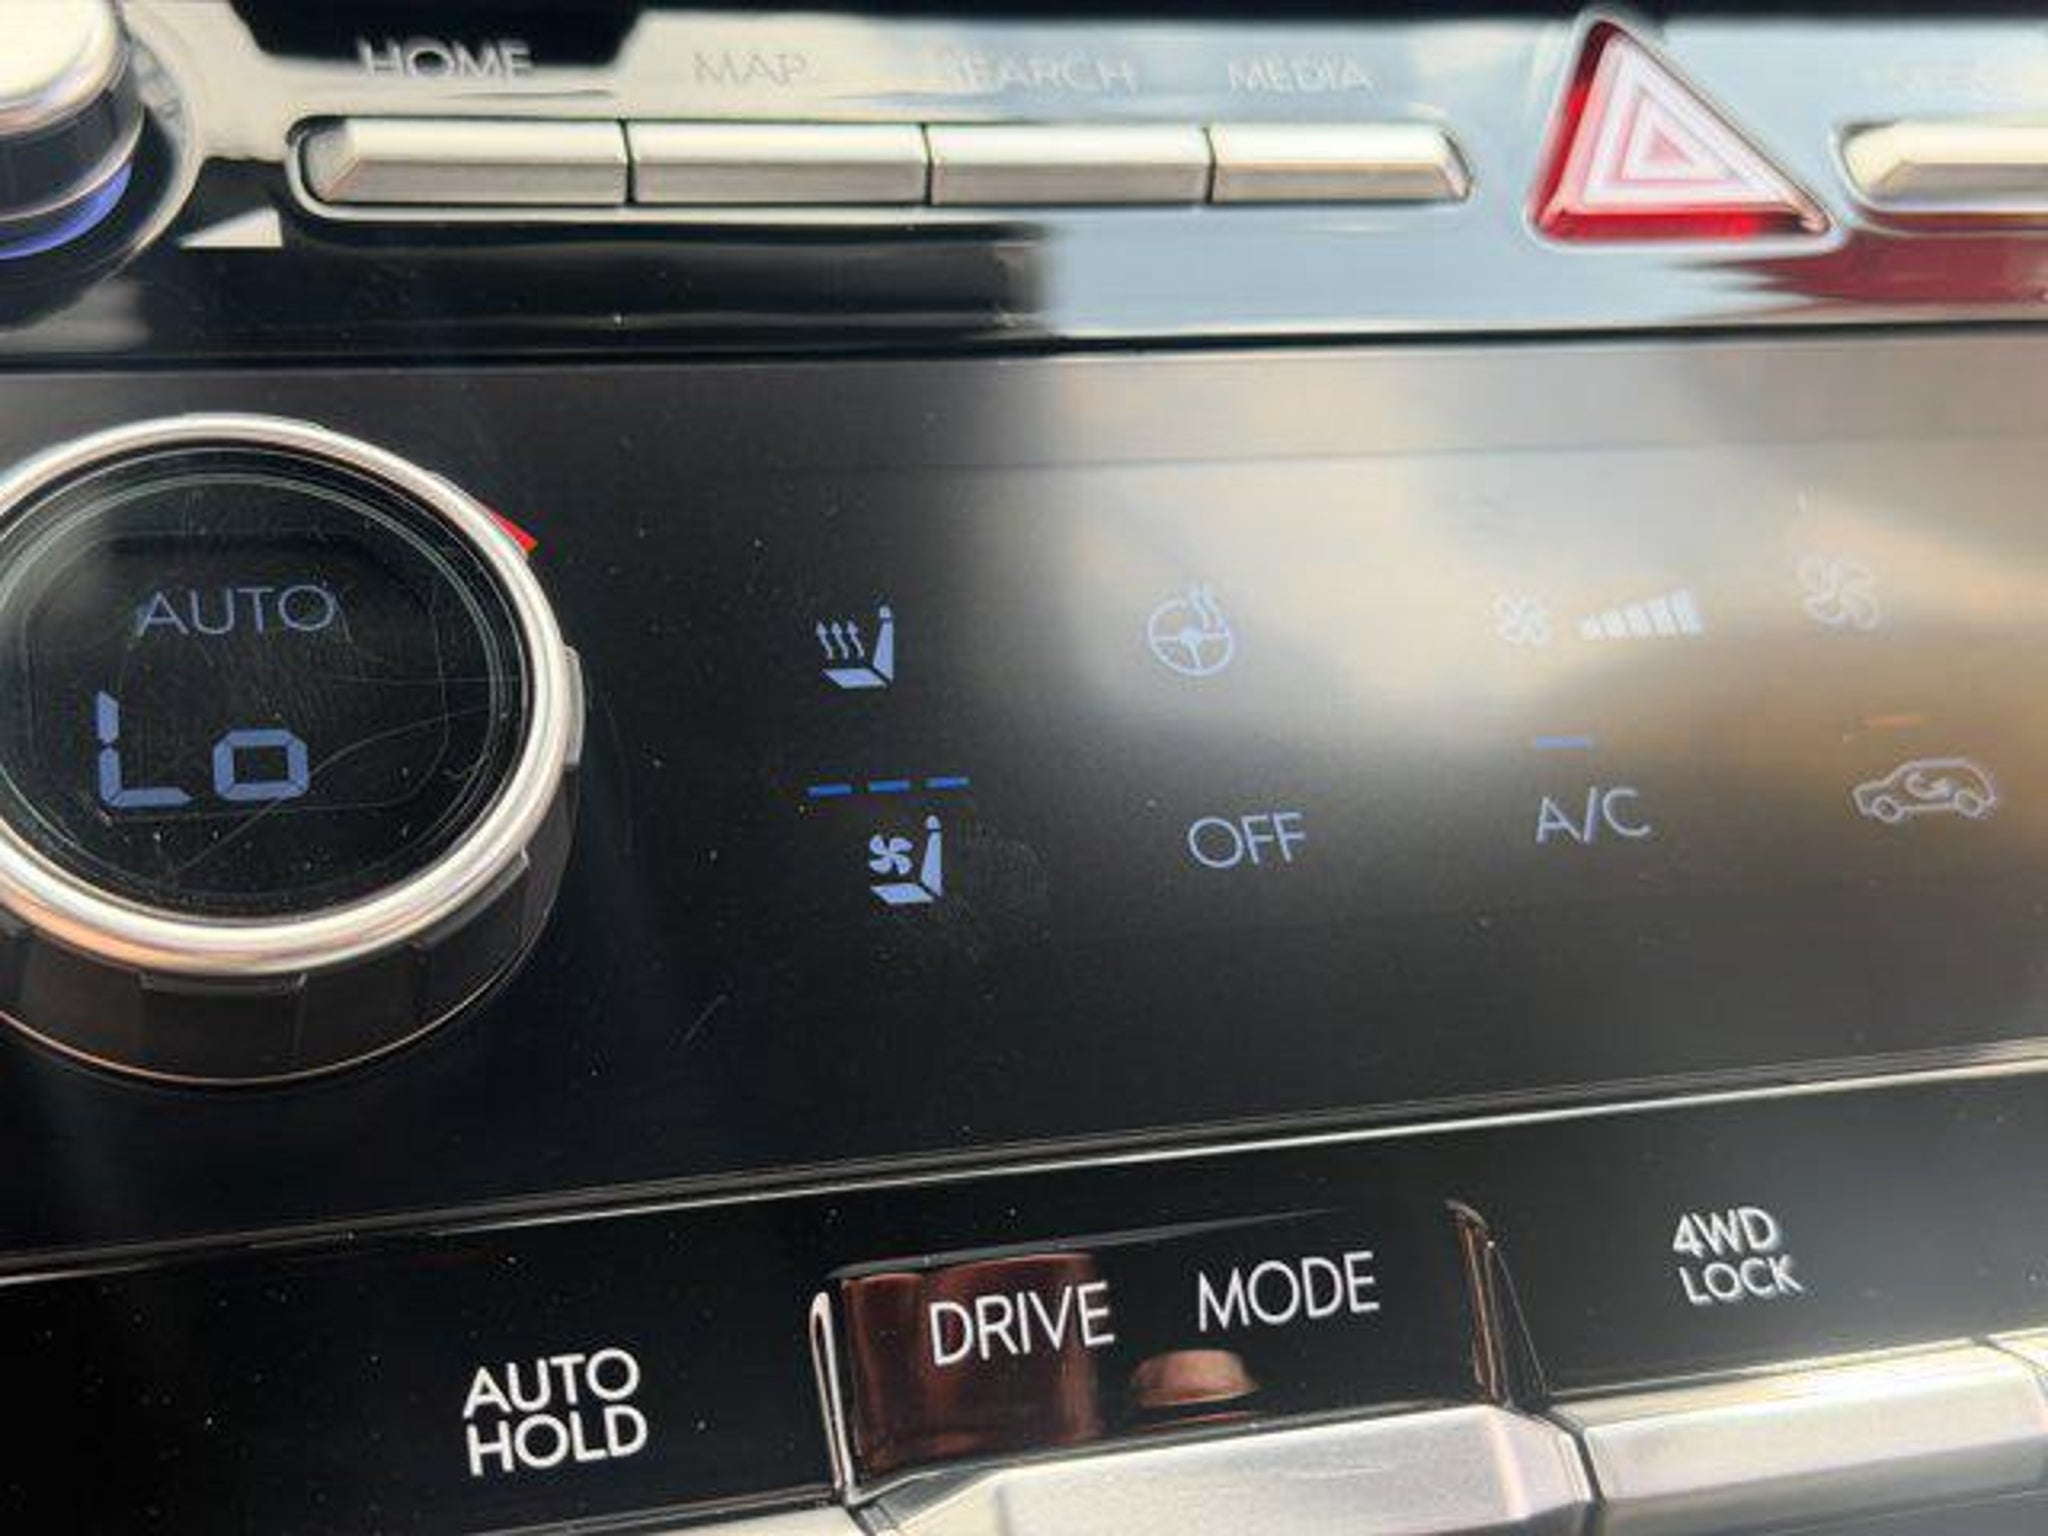 HOME MAP SEARCH MEDIA
AUTO
Lo
OFF
A/C
AUTO
HOLD
DRIVE MODE
4WD
LOCK